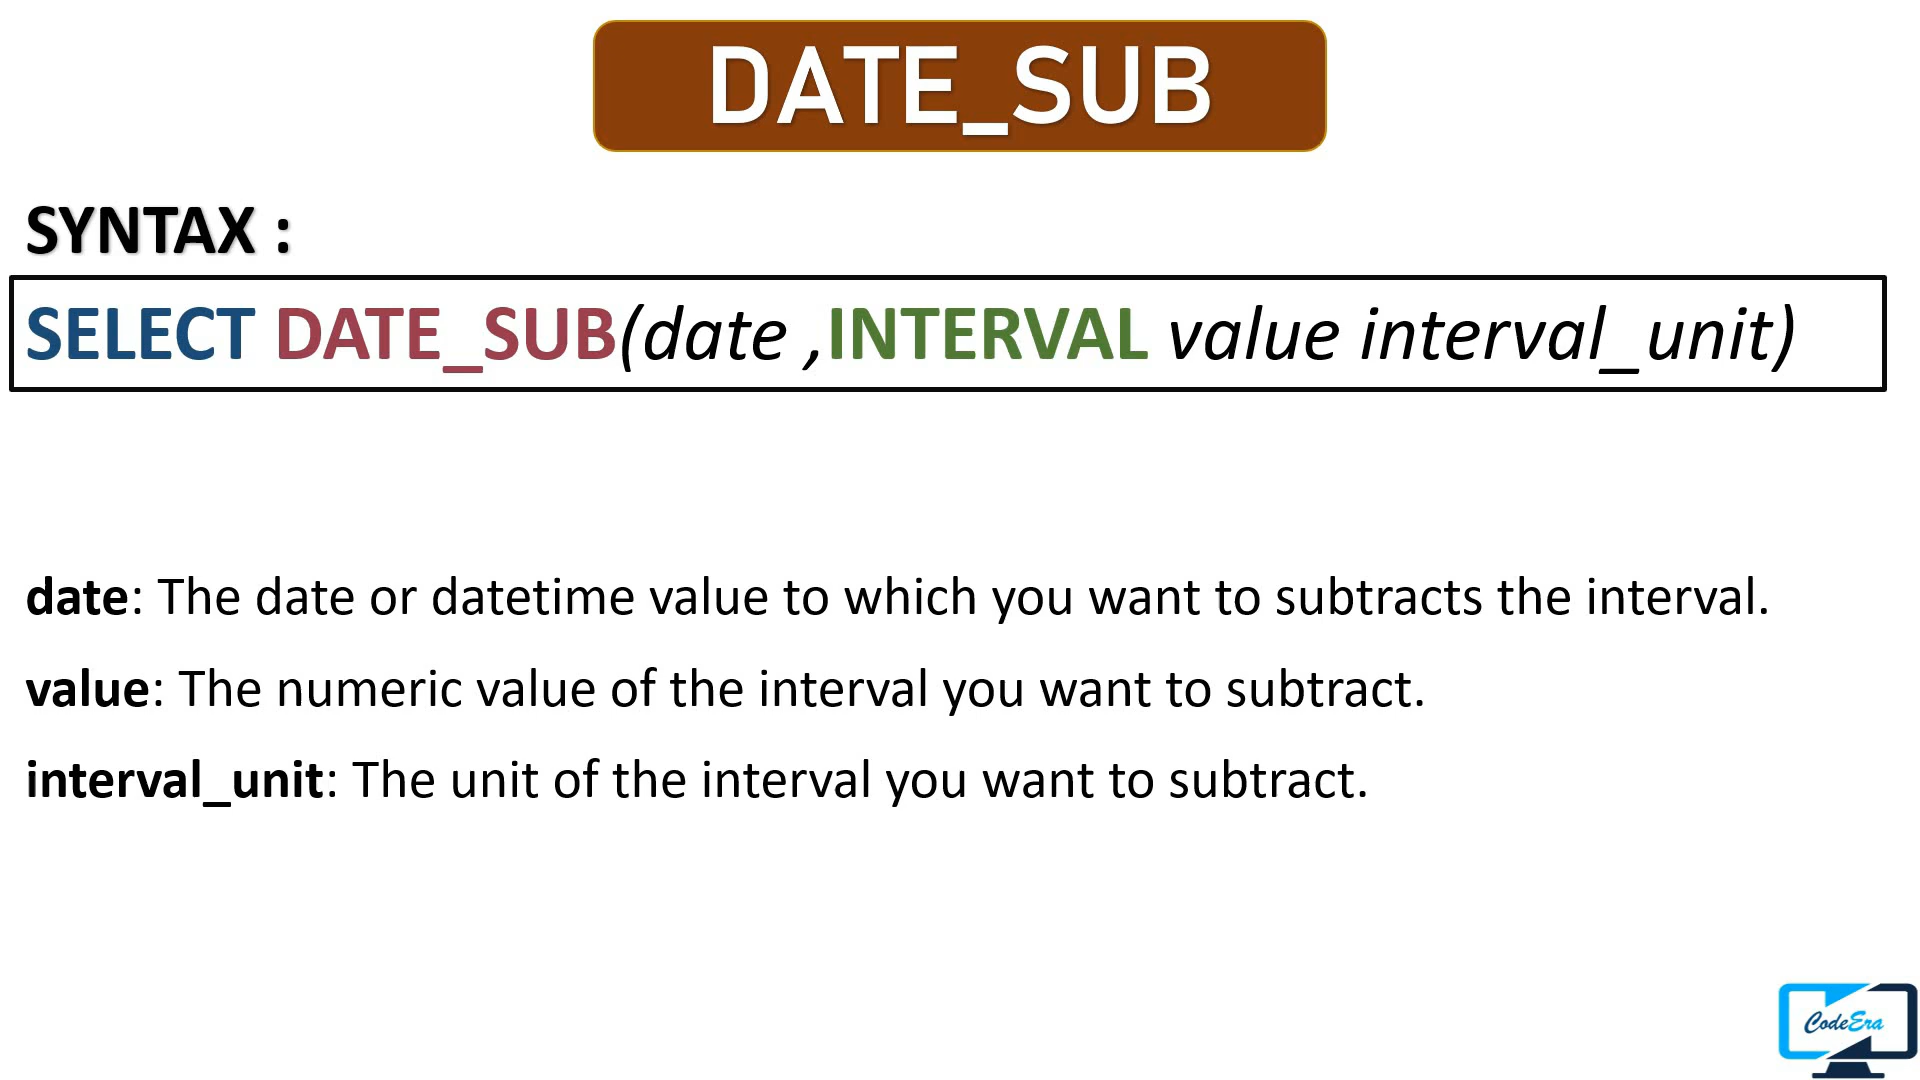 DATE_SUB
SYNTAX :
SELECT DATE_SUB(date ,INTERVAL value interval_unit)
date: The date or datetime value to which you want to subtracts the interval.
value: The numeric value of the interval you want to subtract.
interval_unit: The unit of the interval you want to subtract.
CodeEra